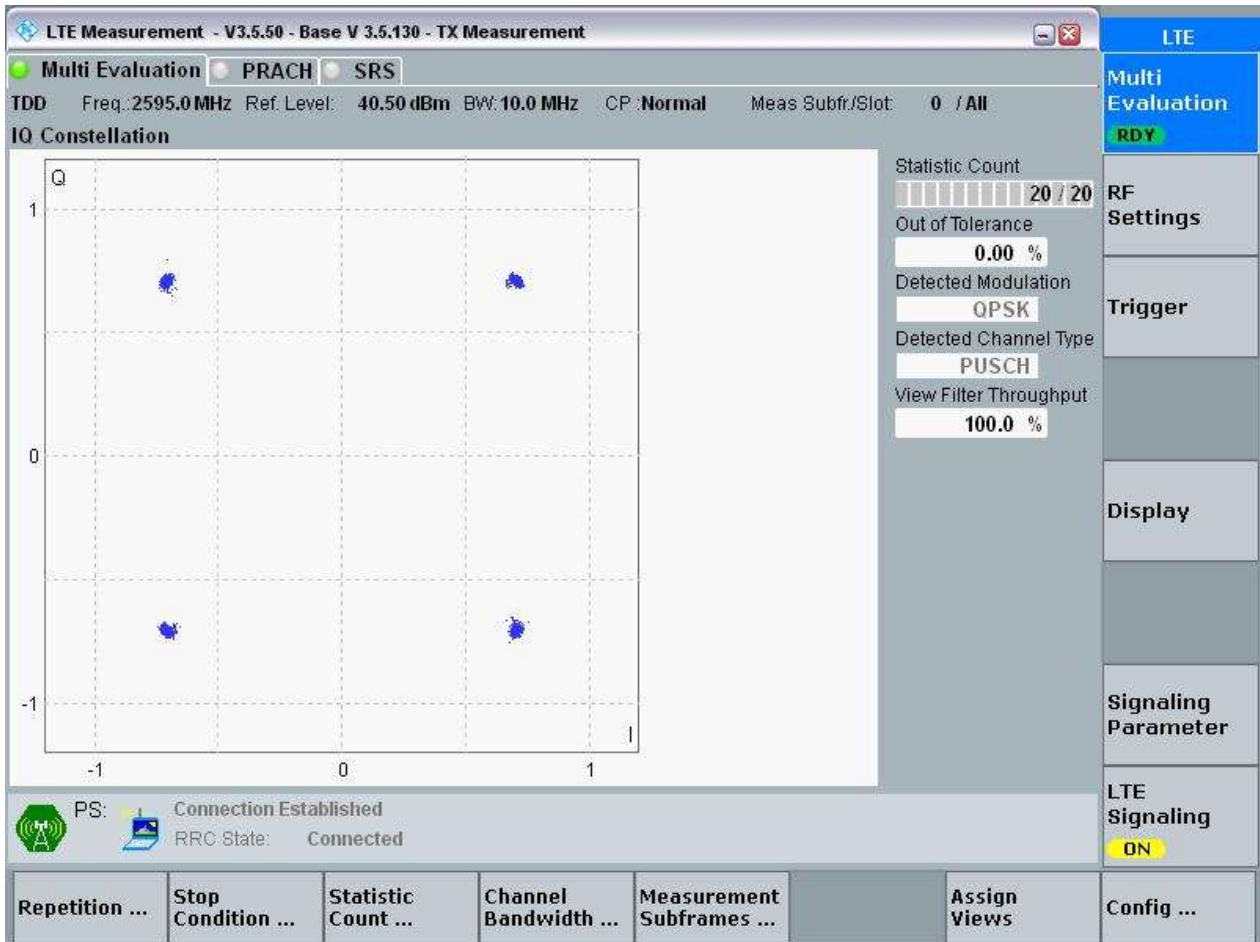 LTE Measurement - V3.5.50 - Base V 3.5.130 - TX Measurement
LTE
Multi Evaluation PRACH SRS
Multi
Evaluation
RDY
TDD Freq.:2595.0 MHz Ref. Level: 40.50 dBm BW:10.0 MHz CP :Normal Meas Subfr./Slot: 0 / All
IQ Constellation
Q
1
0
-1
-1 0 1
I
Statistic Count
20 / 20
Out of Tolerance
0.00 %
Detected Modulation
QPSK
Detected Channel Type
PUSCH
View Filter Throughput
100.0 %
RF
Settings
Trigger
Display
Signaling
Parameter
LTE
Signaling
ON
PS: Connection Established
RRC State: Connected
Repetition ...
Stop
Condition ...
Statistic
Count ...
Channel
Bandwidth ...
Measurement
Subframes ...
Assign
Views
Config ...